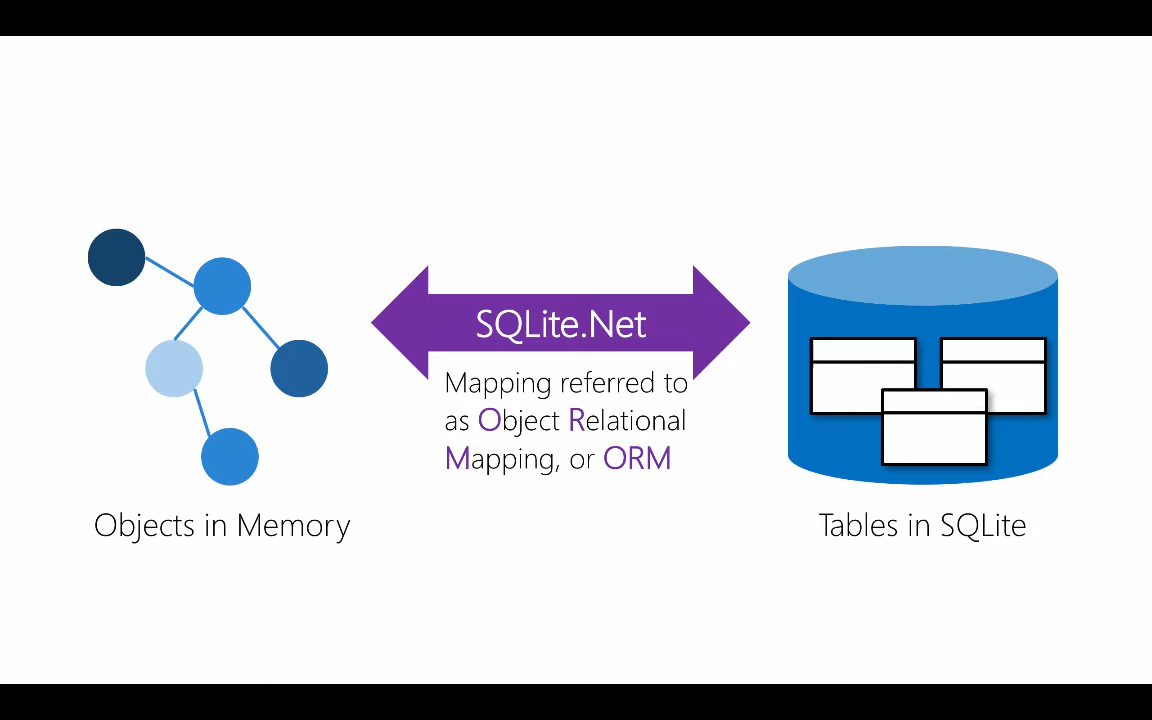 SQLite.Net
Mapping referred to
as Object Relational
Mapping, or ORM
Objects in Memory
Tables in SQLite